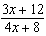 3x + 12
4x + 8